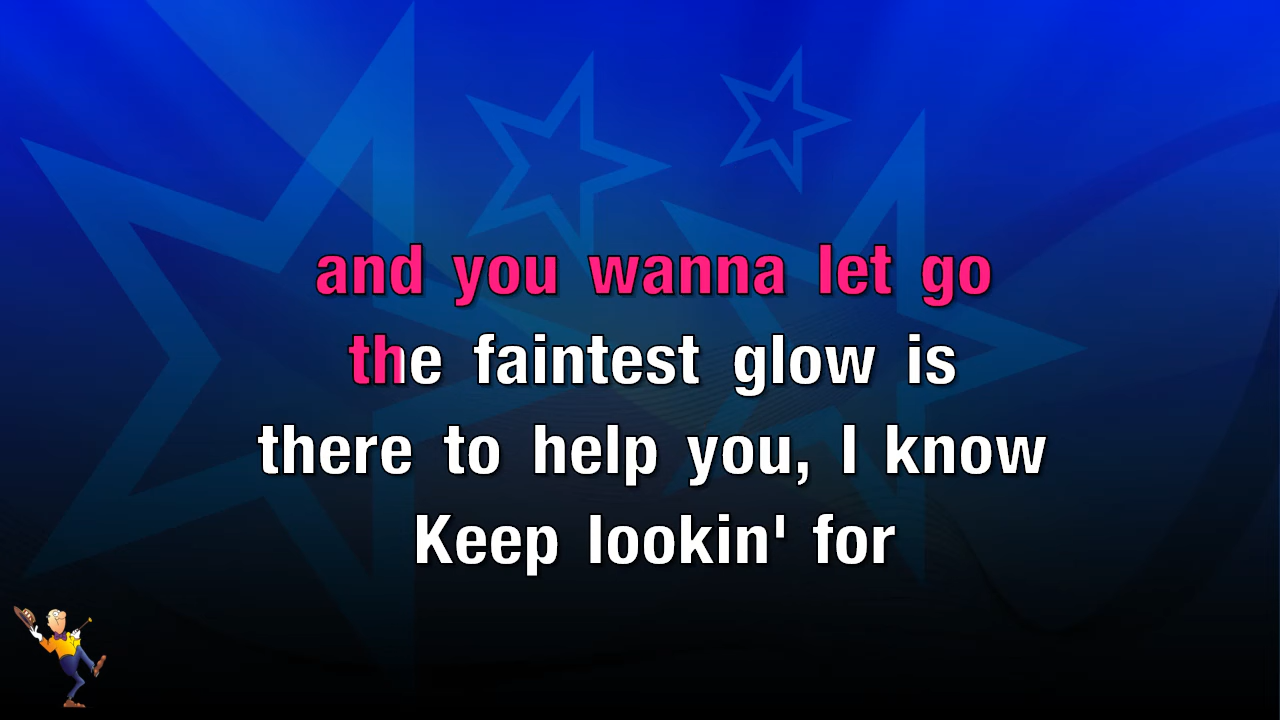 and you wanna let go
the faintest glow is
there to help you, I know
Keep lookin' for